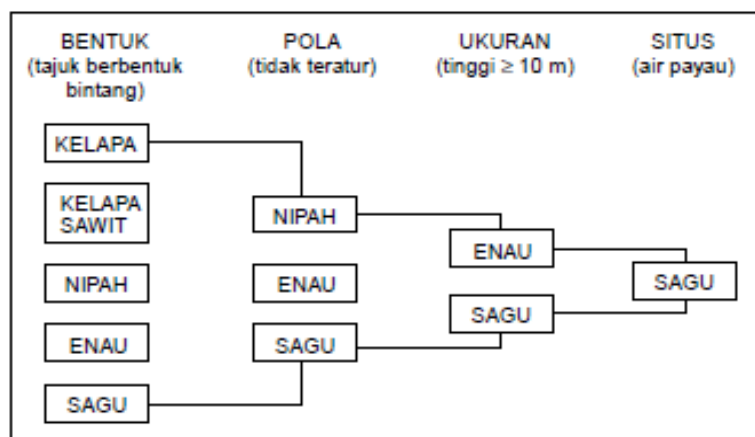 BENTUK
(tajuk berbentuk
bintang)
POLA
(tidak teratur)
UKURAN
(tinggi ≥ 10 m)
SITUS
(air payau)
KELAPA
KELAPA
SAWIT
NIPAH
ENAU
SAGU
NIPAH
ENAU
SAGU
ENAU
SAGU
SAGU